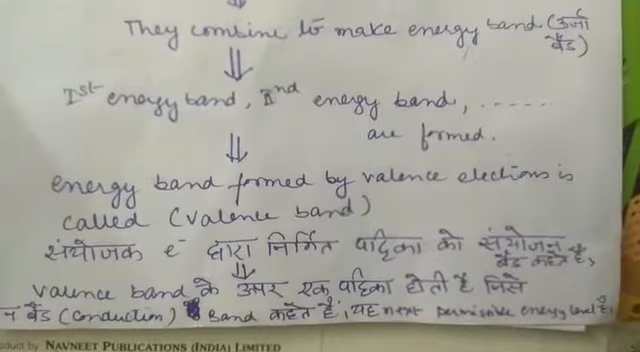 They combine to make energy band (ऊर्जा
बैंड)
⇓
Ist energy band, IInd energy band, ......
are formed.
⇓
energy band formed by valence elections is
called (valence band)
संयोजक e⁻ द्वारा निर्मित पट्टिका को संयोजन
बैंड कहते हैं,
⇓
valence band के उपर एक पट्टिका होती है जिसे
न बैंड (conduction) Band कहते हैं, यह next permissive energy level है।
duct by NAVNEET PUBLICATIONS (INDIA) LIMITED